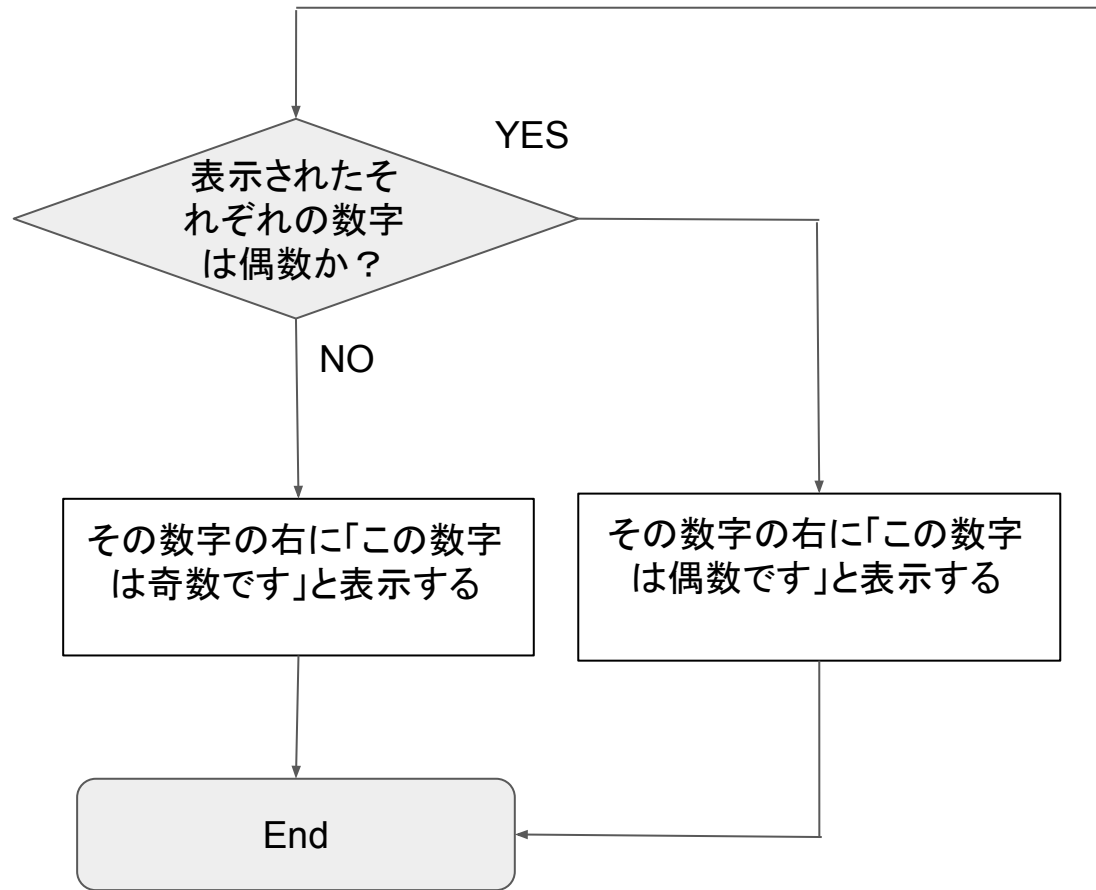 YES
表示されたそ
れぞれの数字
は偶数か？
NO
その数字の右に「この数字
は奇数です」と表示する
その数字の右に「この数字
は偶数です」と表示する
End